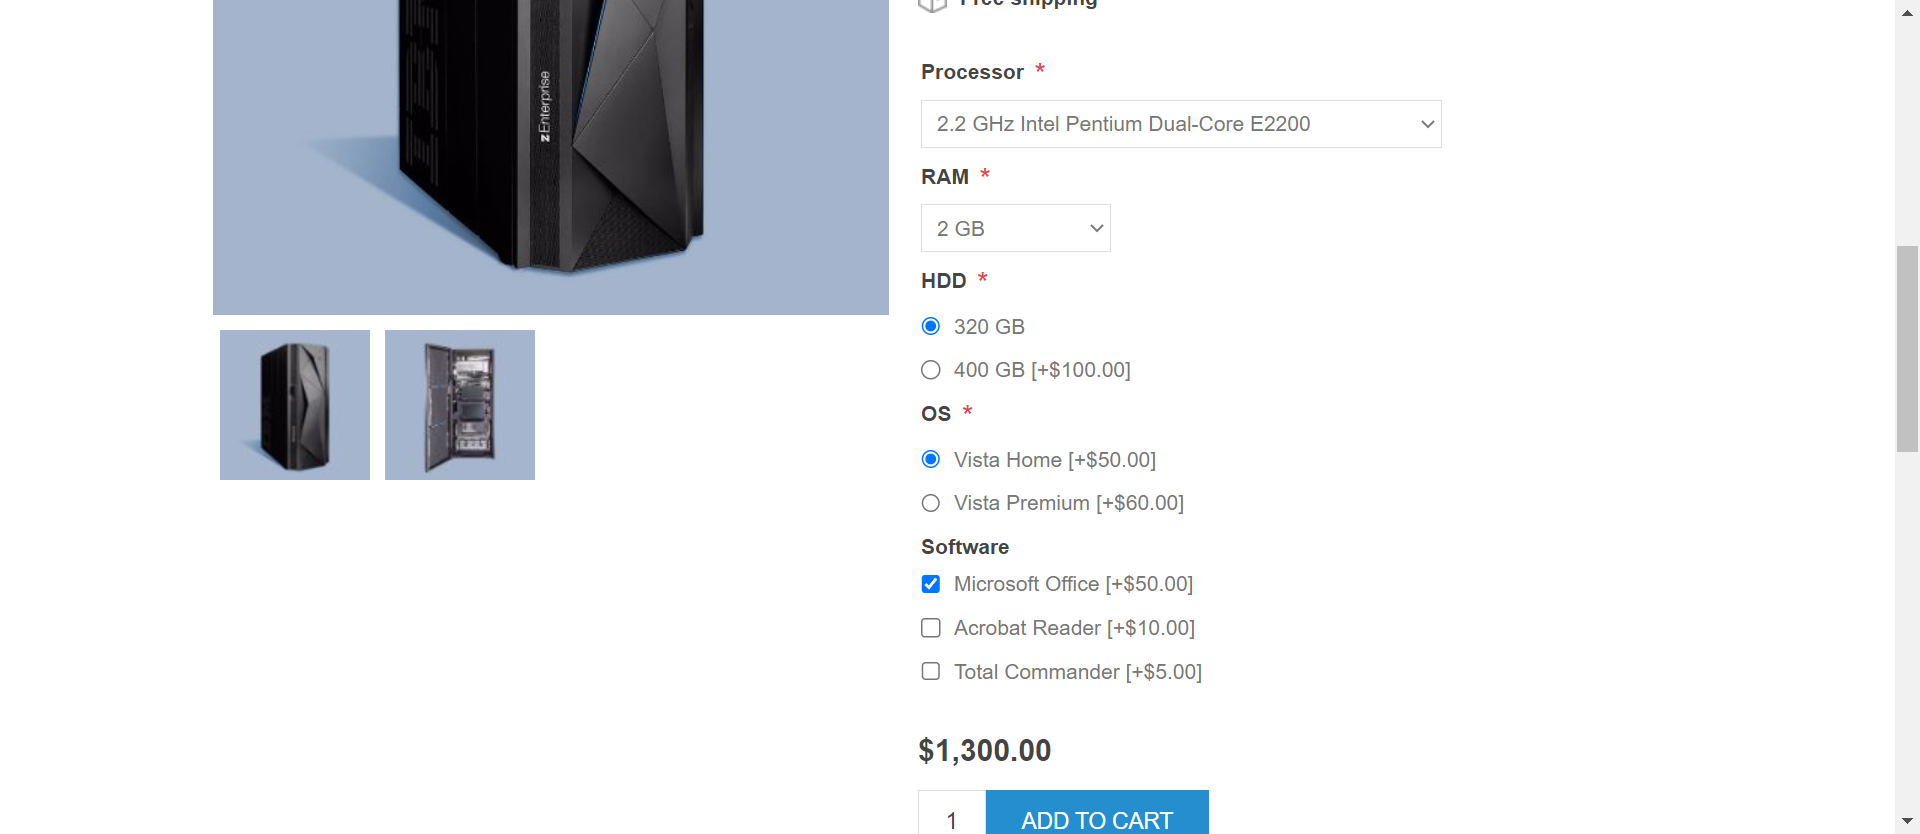 Free shipping
zEnterprise
Processor *
2.2 GHz Intel Pentium Dual-Core E2200
RAM *
2 GB
HDD *
320 GB
400 GB [+$100.00]
OS *
Vista Home [+$50.00]
Vista Premium [+$60.00]
Software
Microsoft Office [+$50.00]
Acrobat Reader [+$10.00]
Total Commander [+$5.00]
$1,300.00
1 ADD TO CART